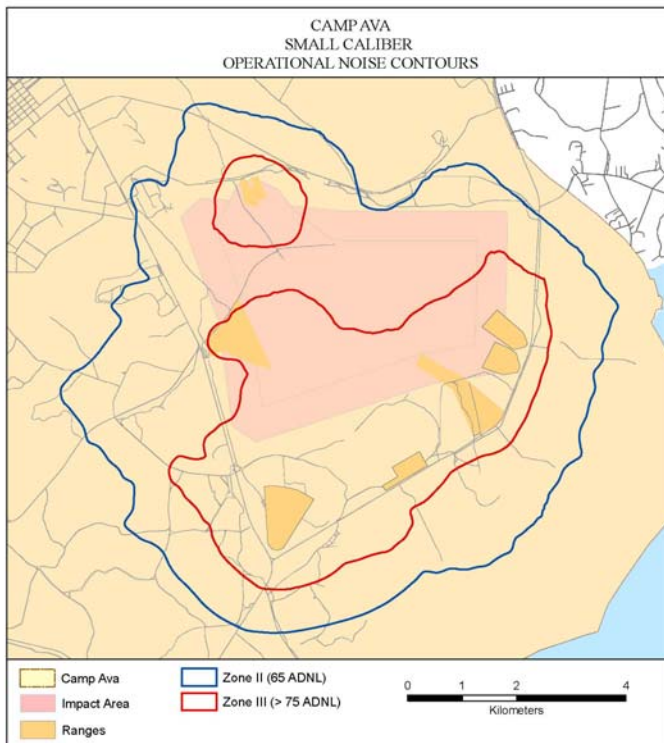 CAMP AVA
SMALL CALIBER
OPERATIONAL NOISE CONTOURS
Camp Ava
Impact Area
Ranges
Zone II (65 ADNL)
Zone III (> 75 ADNL)
0 1 2 4
Kilometers